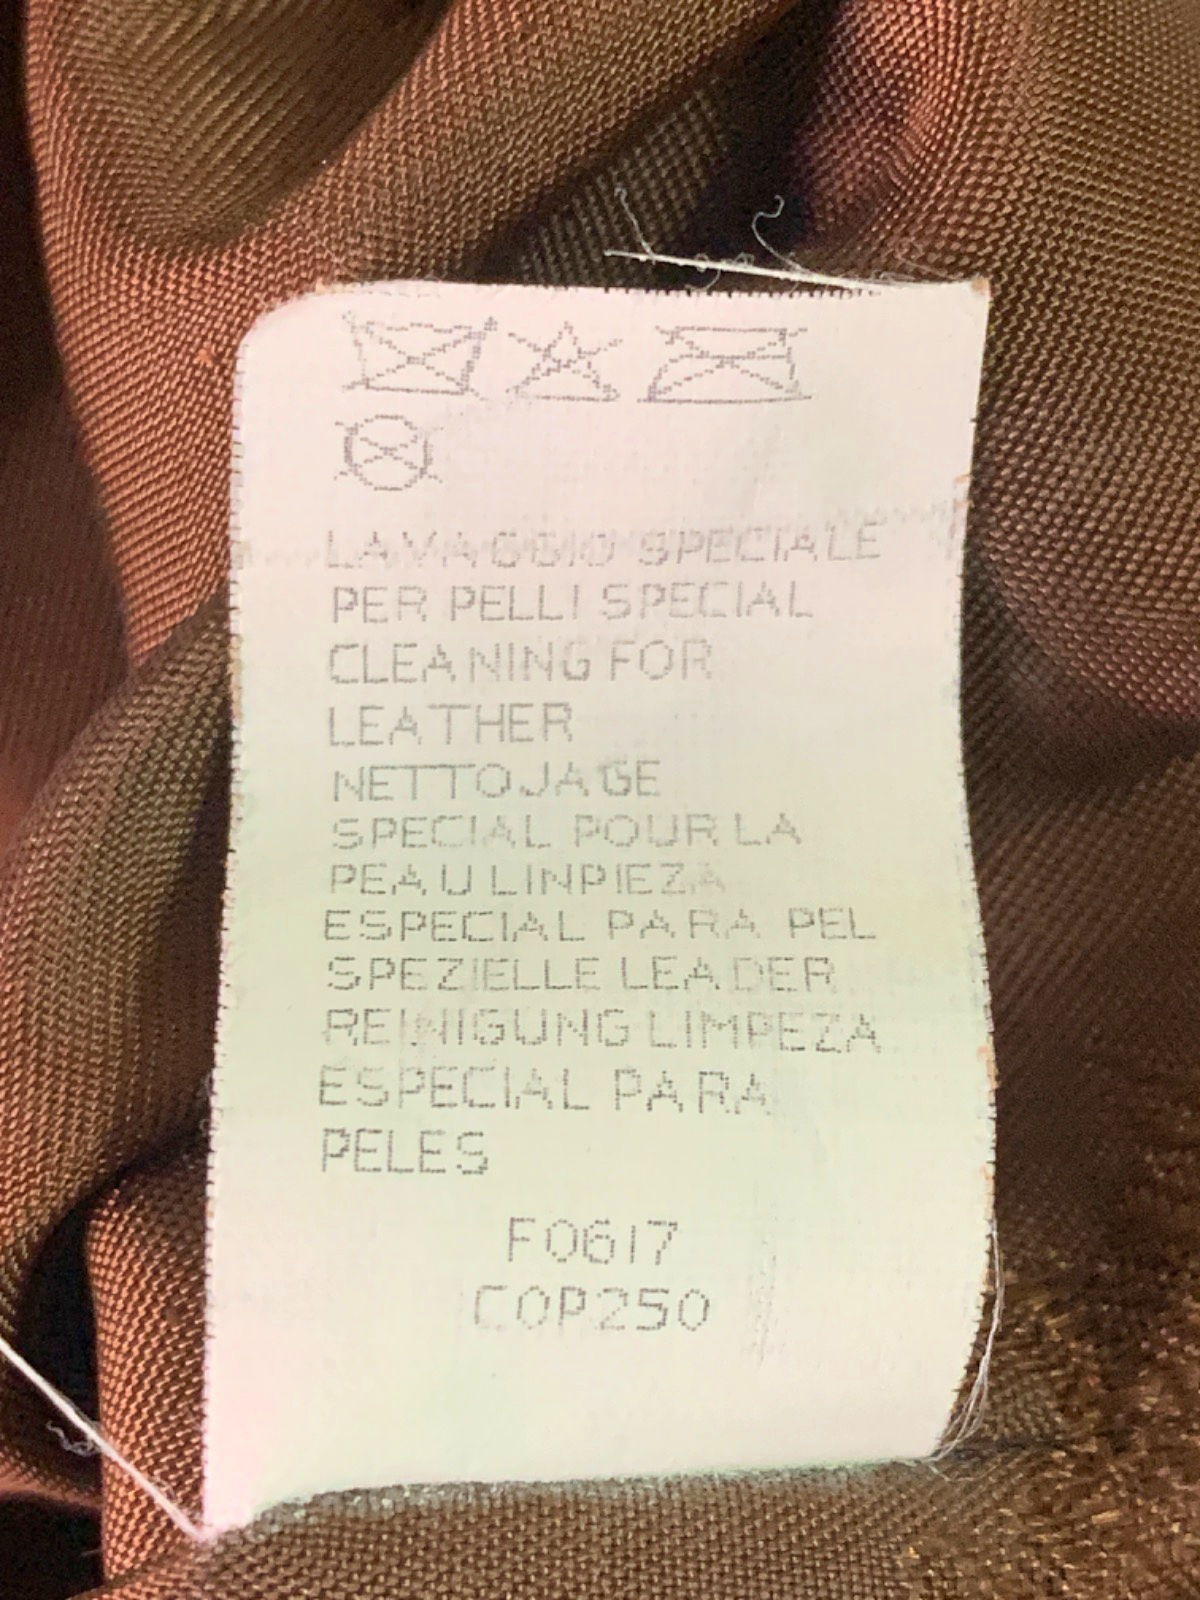 LAVAGGIO SPECIALE
PER PELLI SPECIAL
CLEANING FOR
LEATHER
NETTOJAGE
SPECIAL POUR LA
PEAU LINPIEZA
ESPECIAL PARA PEL
SPEZIELLE LEADER
REINIGUNG LIMPEZA
ESPECIAL PARA
PELES
F0617
COP250